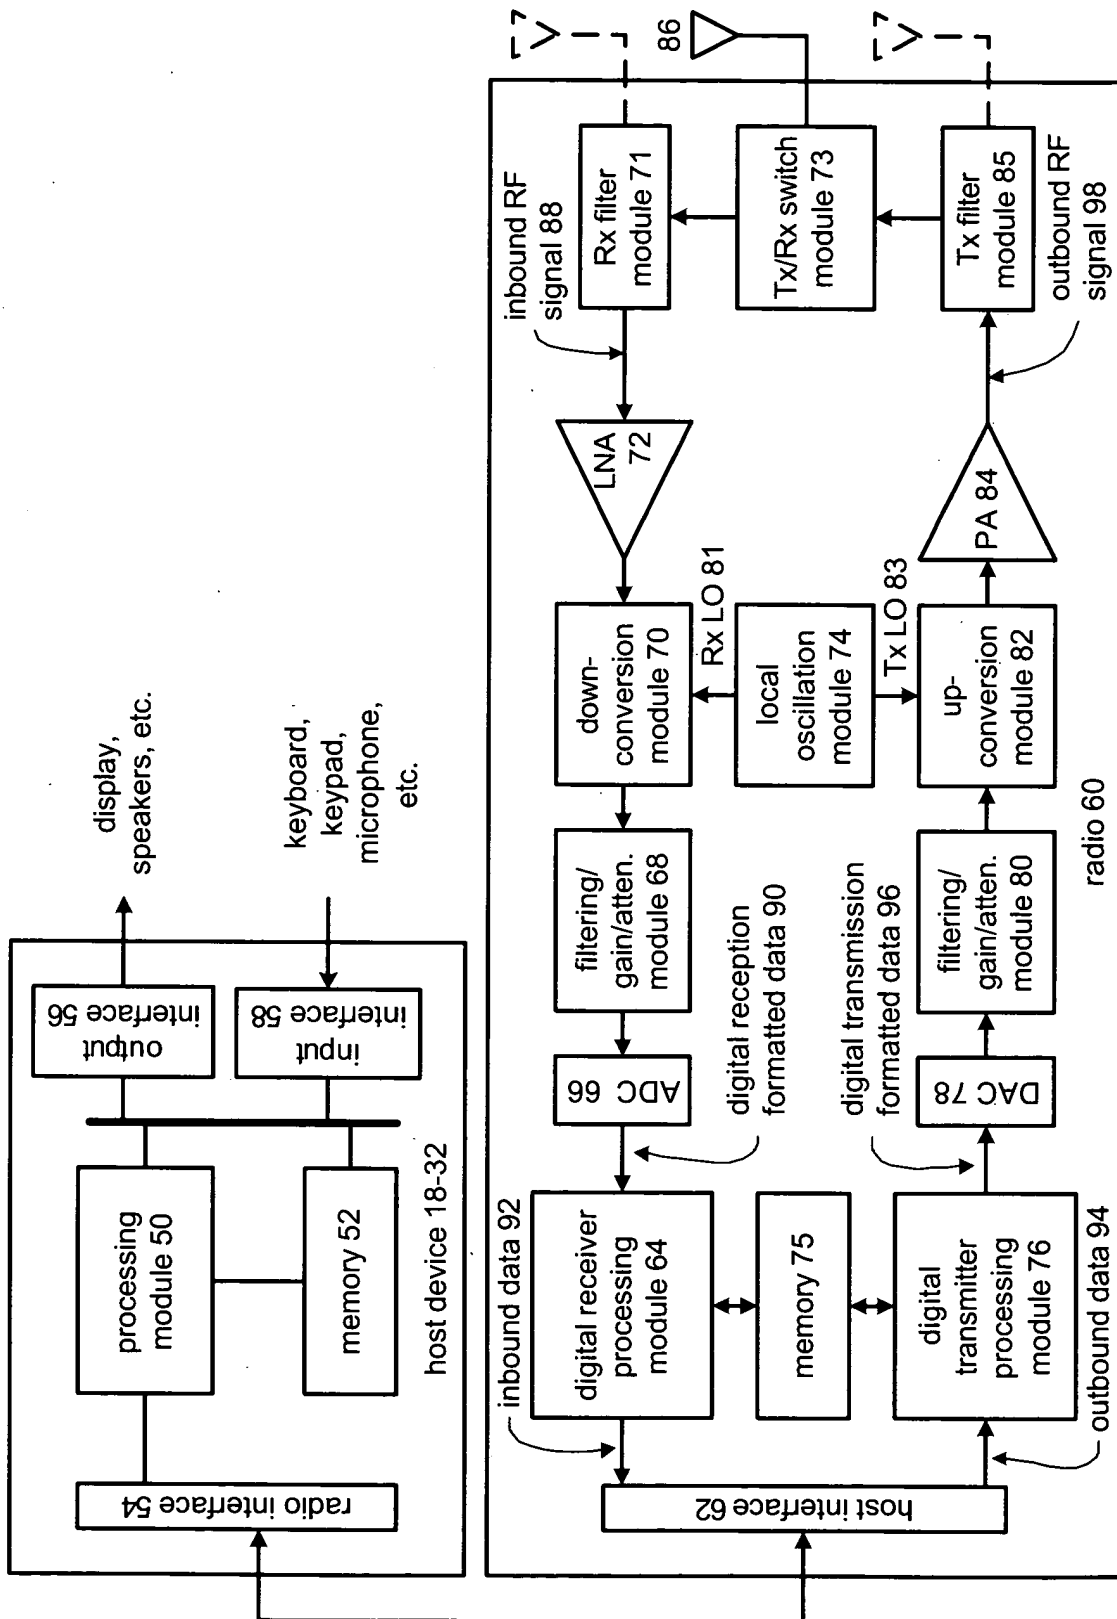 display,
speakers, etc.
keyboard,
keypad,
microphone,
etc.
output
interface 56
input
interface 58
processing
module 50
memory 52
radio interface 54
host device 18-32
86
inbound RF
signal 88
Rx filter
module 71
Tx/Rx switch
module 73
Tx filter
module 85
outbound RF
signal 98
LNA
72
PA 84
down-
conversion
module 70
Rx LO 81
local
oscillation
module 74
Tx LO 83
up-
conversion
module 82
filtering/
gain/atten.
module 68
filtering/
gain/atten.
module 80
ADC 66
digital reception
formatted data 90
digital transmission
formatted data 96
DAC 78
inbound data 92
digital receiver
processing
module 64
memory 75
digital
transmitter
processing
module 76
outbound data 94
host interface 62
radio 60